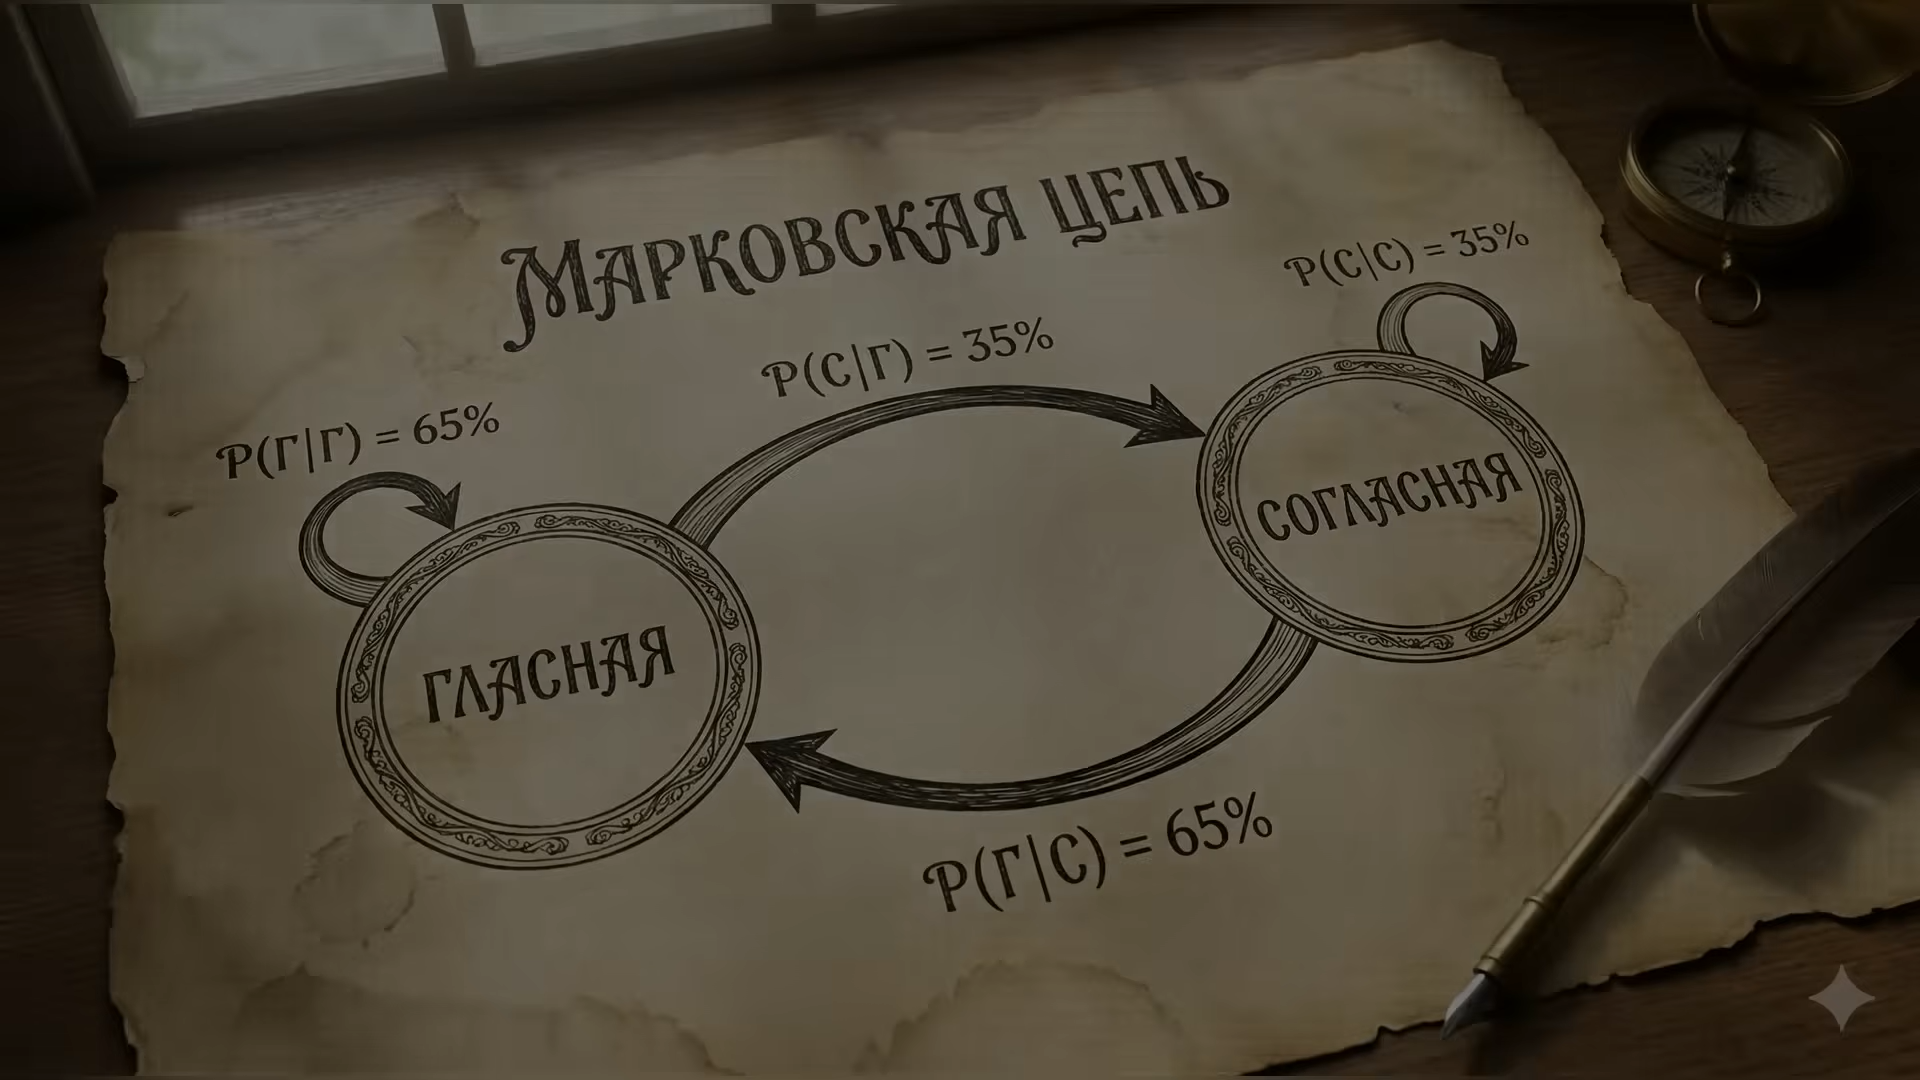 Марковская цепь
P(С|С) = 35%
P(С|Г) = 35%
P(Г|Г) = 65%
СОГЛАСНАЯ
ГЛАСНАЯ
P(Г|С) = 65%